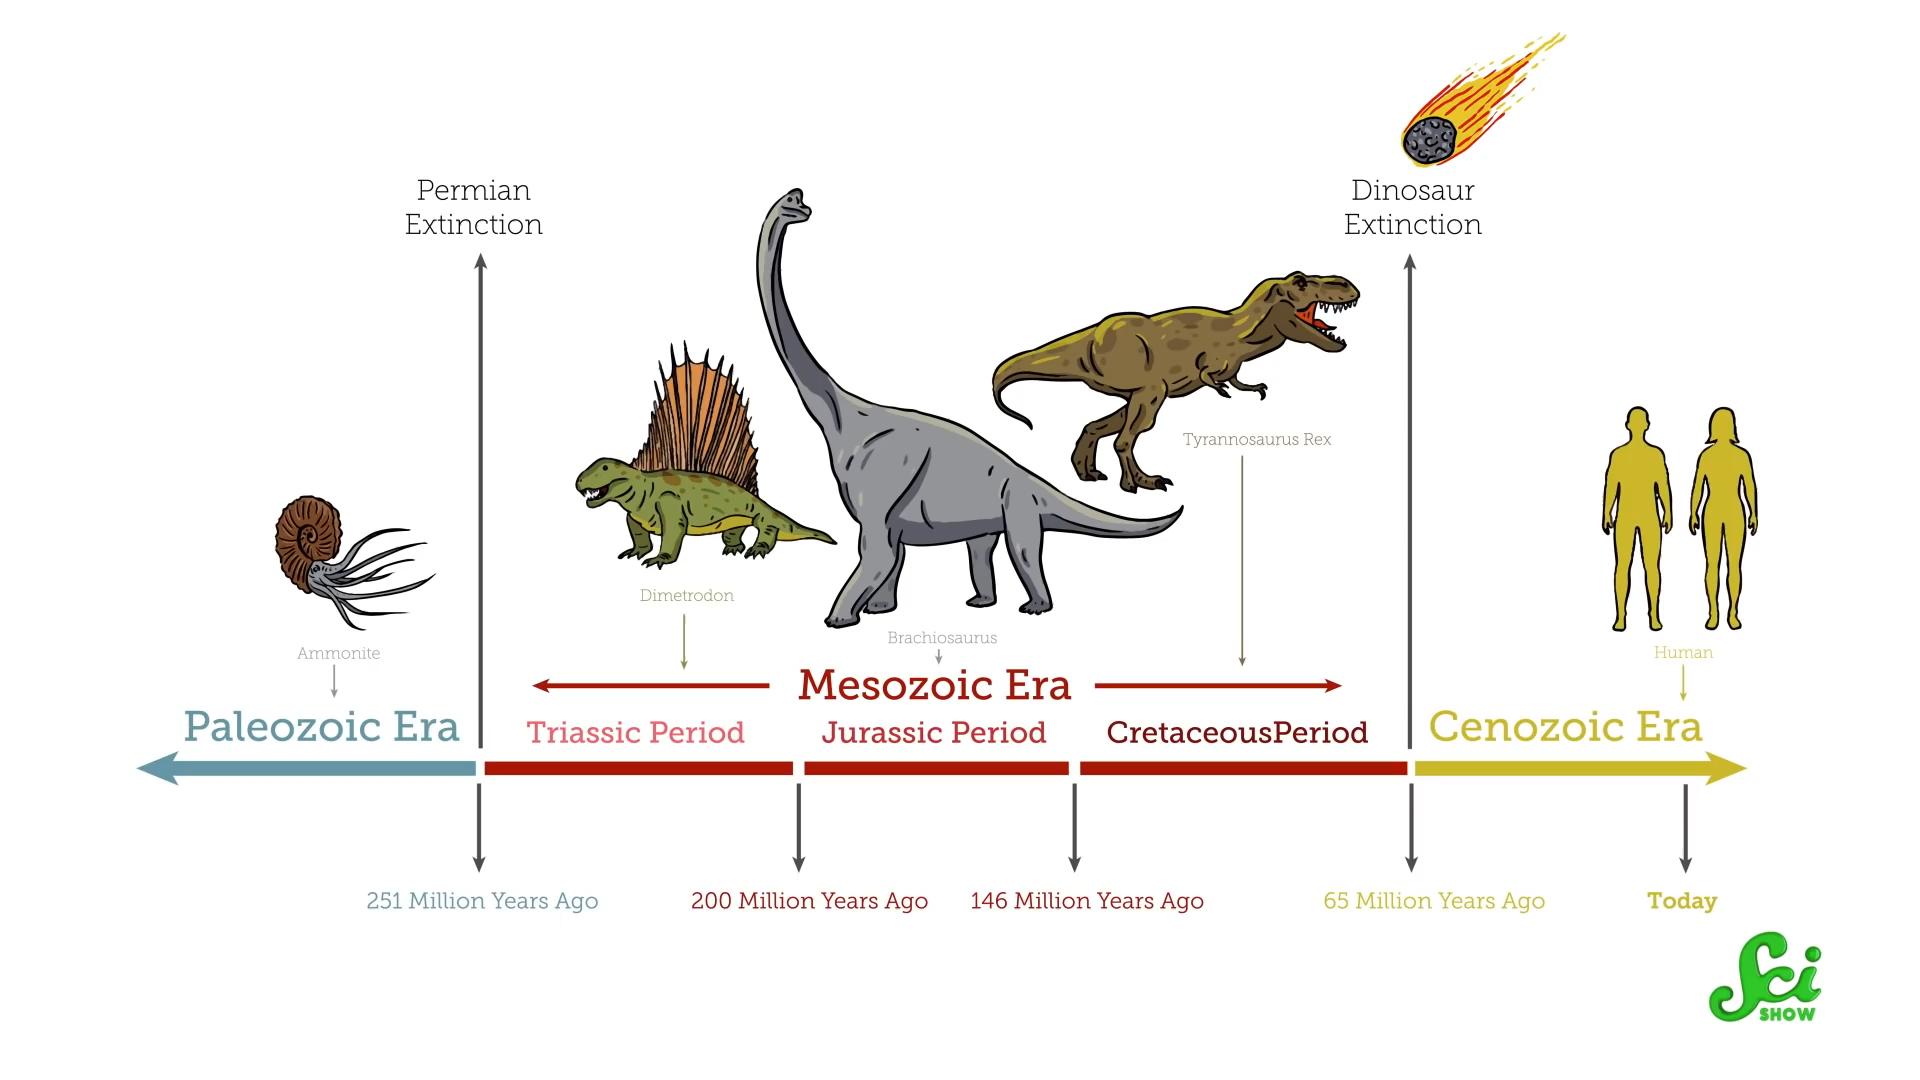 Permian
Extinction
Dinosaur
Extinction
Tyrannosaurus Rex
Dimetrodon
Brachiosaurus
Ammonite
Human
Mesozoic Era
Paleozoic Era
Triassic Period
Jurassic Period
CretaceousPeriod
Cenozoic Era
251 Million Years Ago
200 Million Years Ago
146 Million Years Ago
65 Million Years Ago
Today
Sci
SHOW